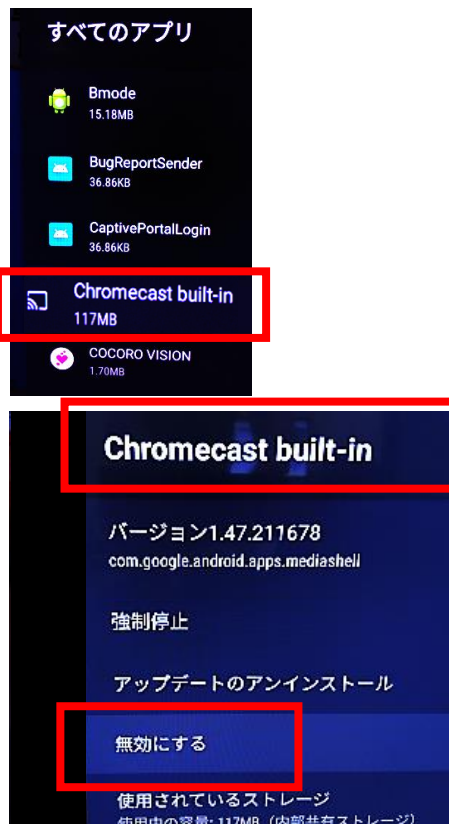 すべてのアプリ
Bmode
15.18MB
BugReportSender
36.86KB
CaptivePortalLogin
36.86KB
Chromecast built-in
117MB
COCORO VISION
1.70MB
Chromecast built-in
バージョン1.47.211678
com.google.android.apps.mediashell
強制停止
アップデートのアンインストール
無効にする
使用されているストレージ
使用中の容量: 117MB（内部共有ストレージ）